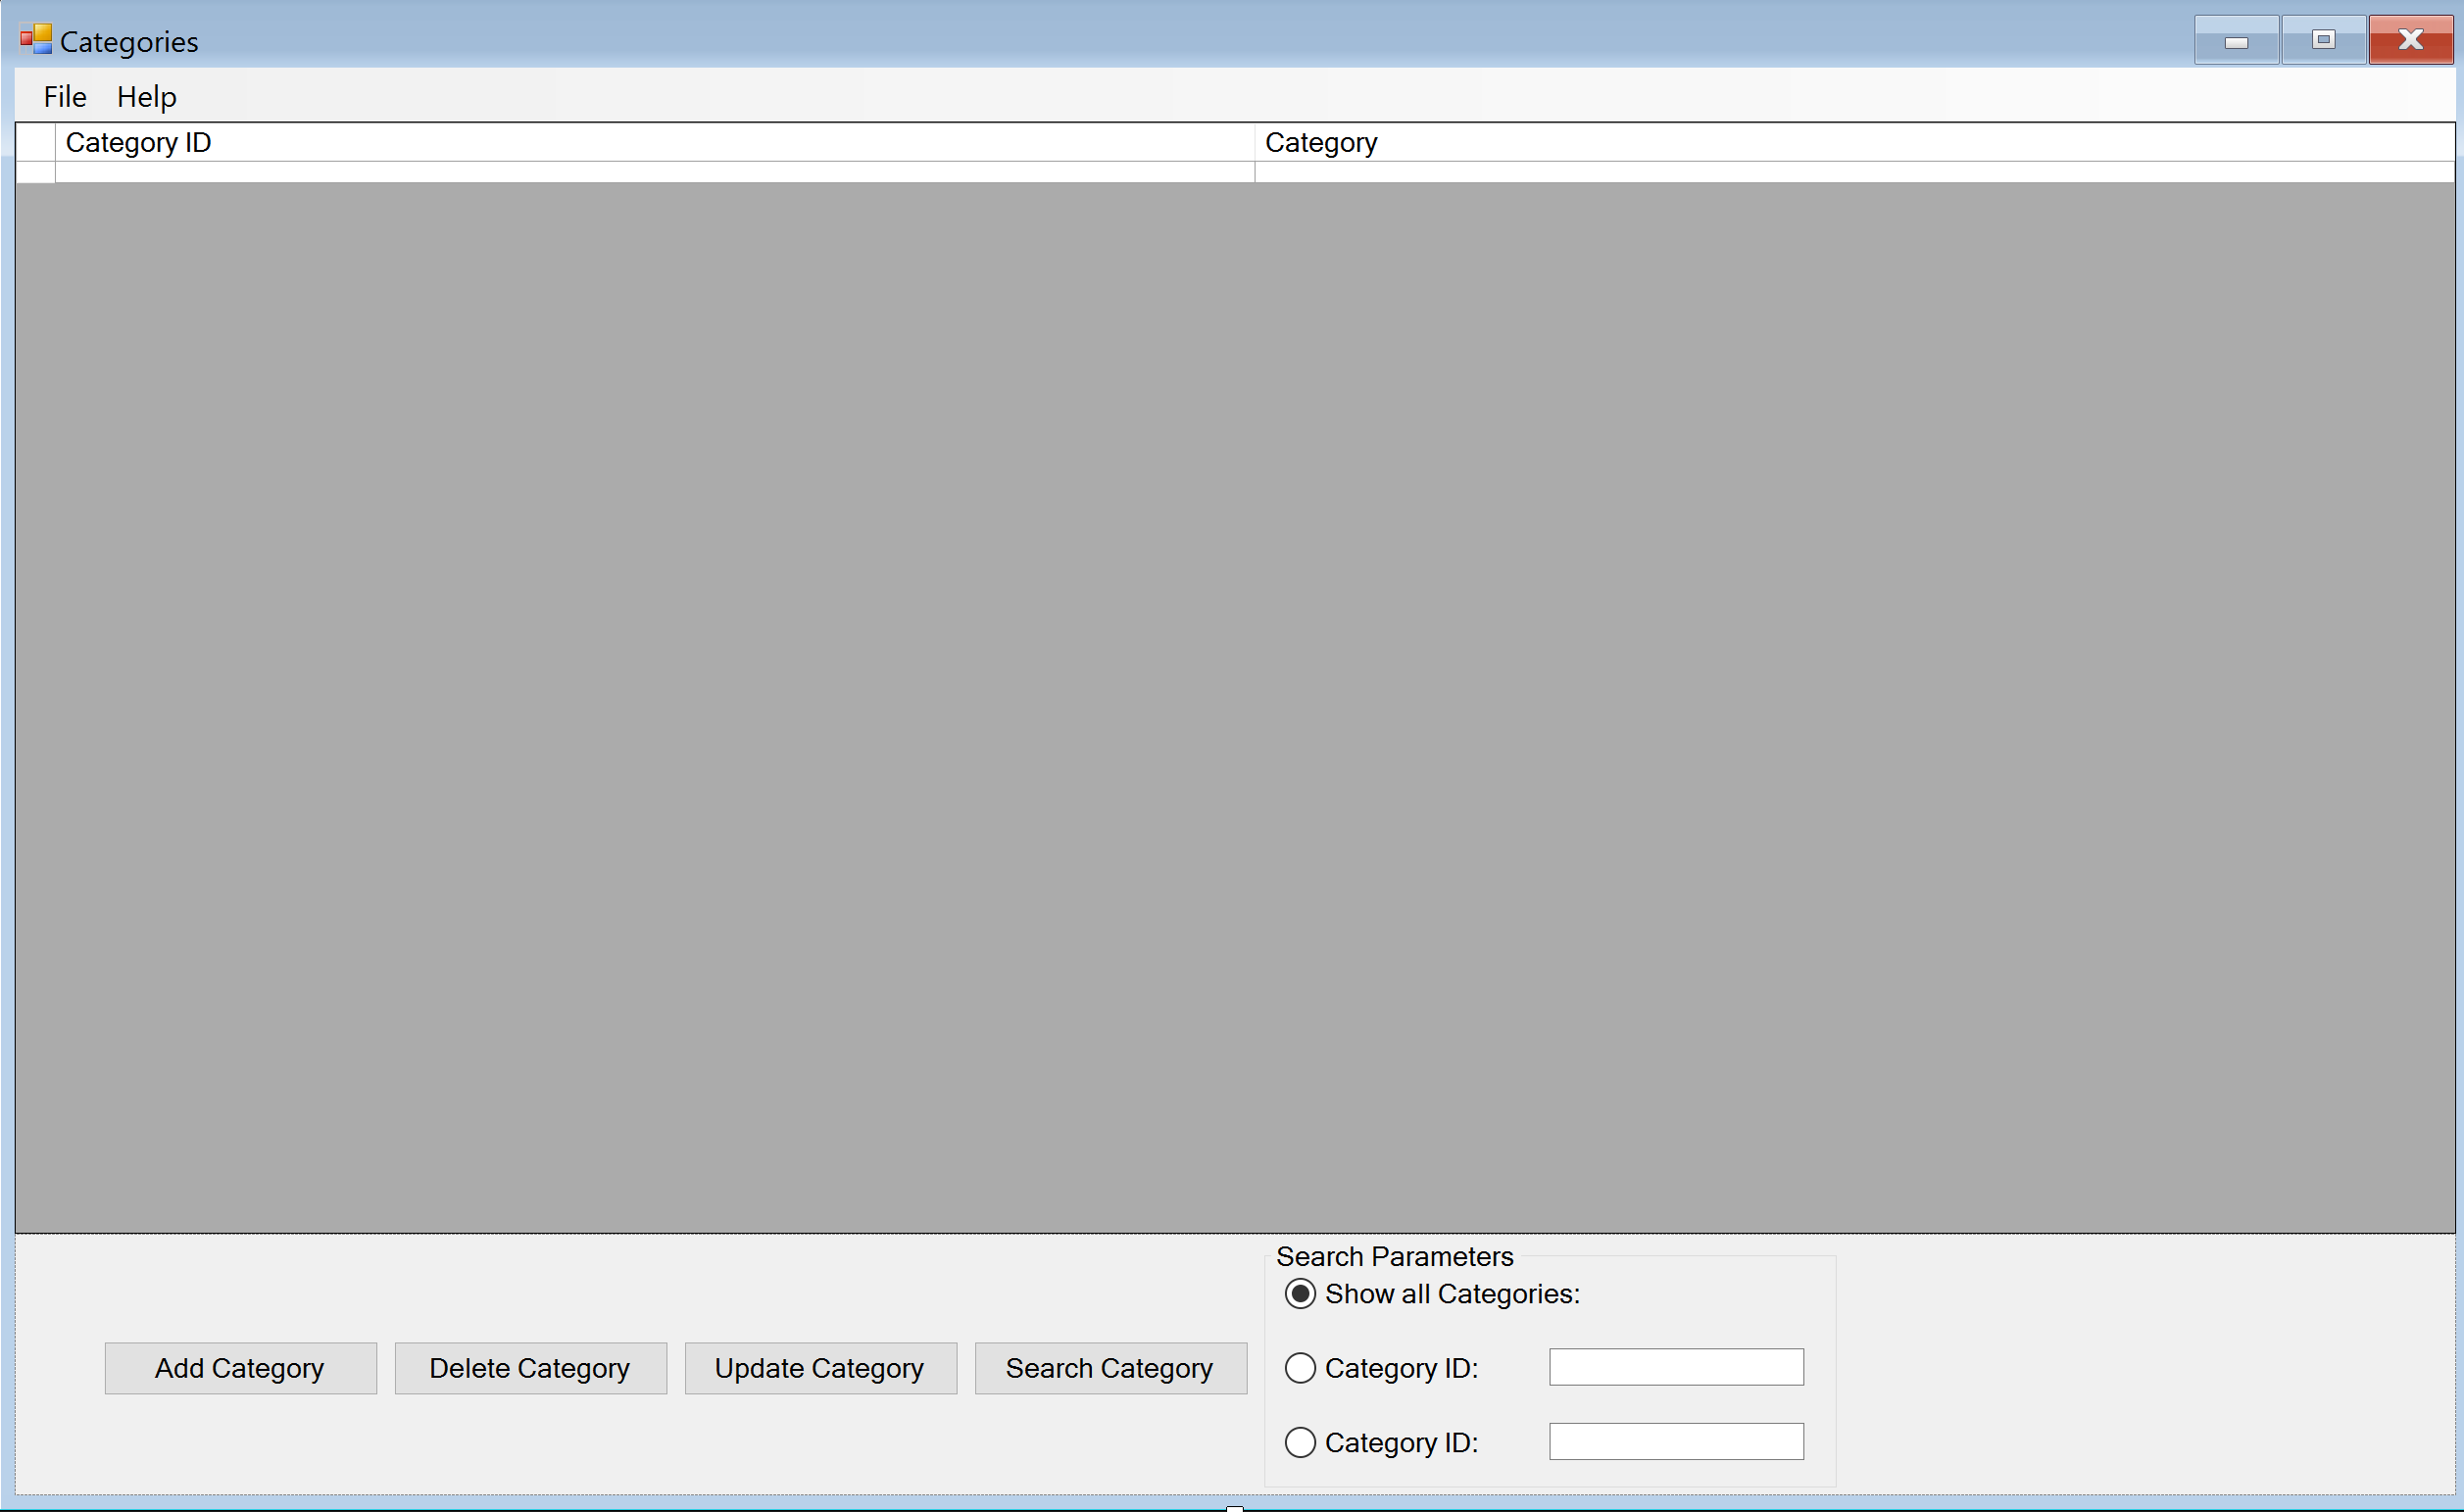 Categories
File Help
Category ID Category
Search Parameters
Show all Categories:
Add Category Delete Category Update Category Search Category Category ID:
Category ID: